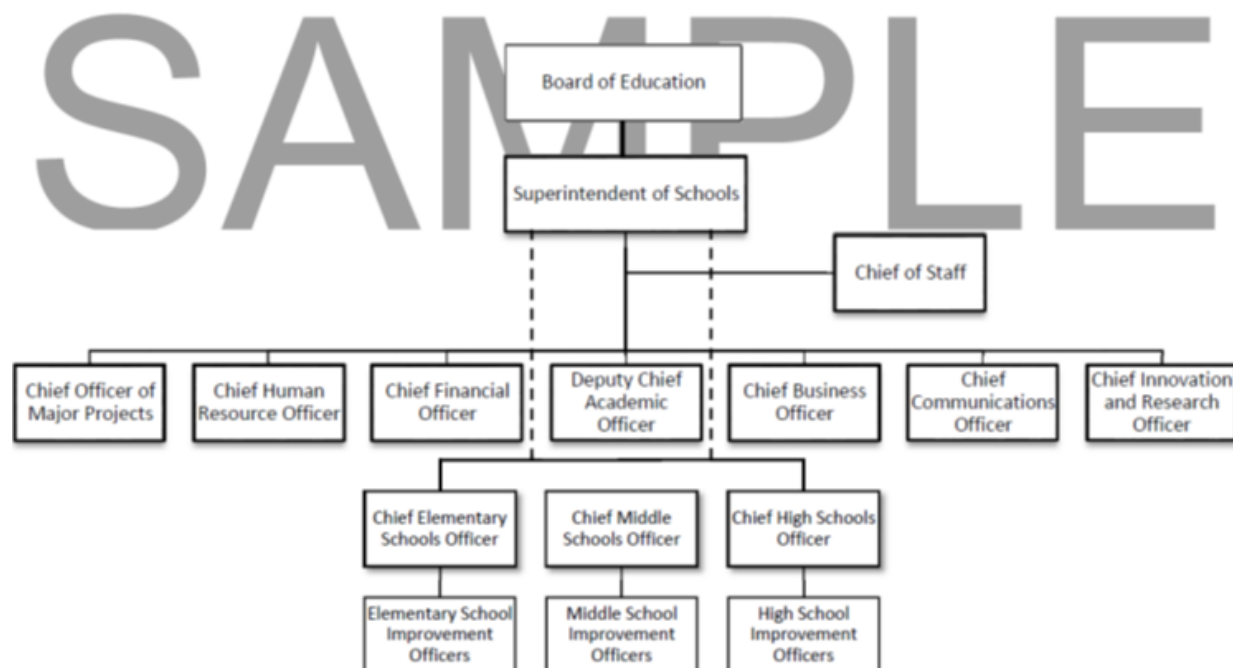 SAMPLE
Board of Education
Superintendent of Schools
Chief of Staff
Chief Officer of
Major Projects
Chief Human
Resource Officer
Chief Financial
Officer
Deputy Chief
Academic
Officer
Chief Business
Officer
Chief
Communications
Officer
Chief Innovation
and Research
Officer
Chief Elementary
Schools Officer
Chief Middle
Schools Officer
Chief High Schools
Officer
Elementary School
Improvement
Officers
Middle School
Improvement
Officers
High School
Improvement
Officers